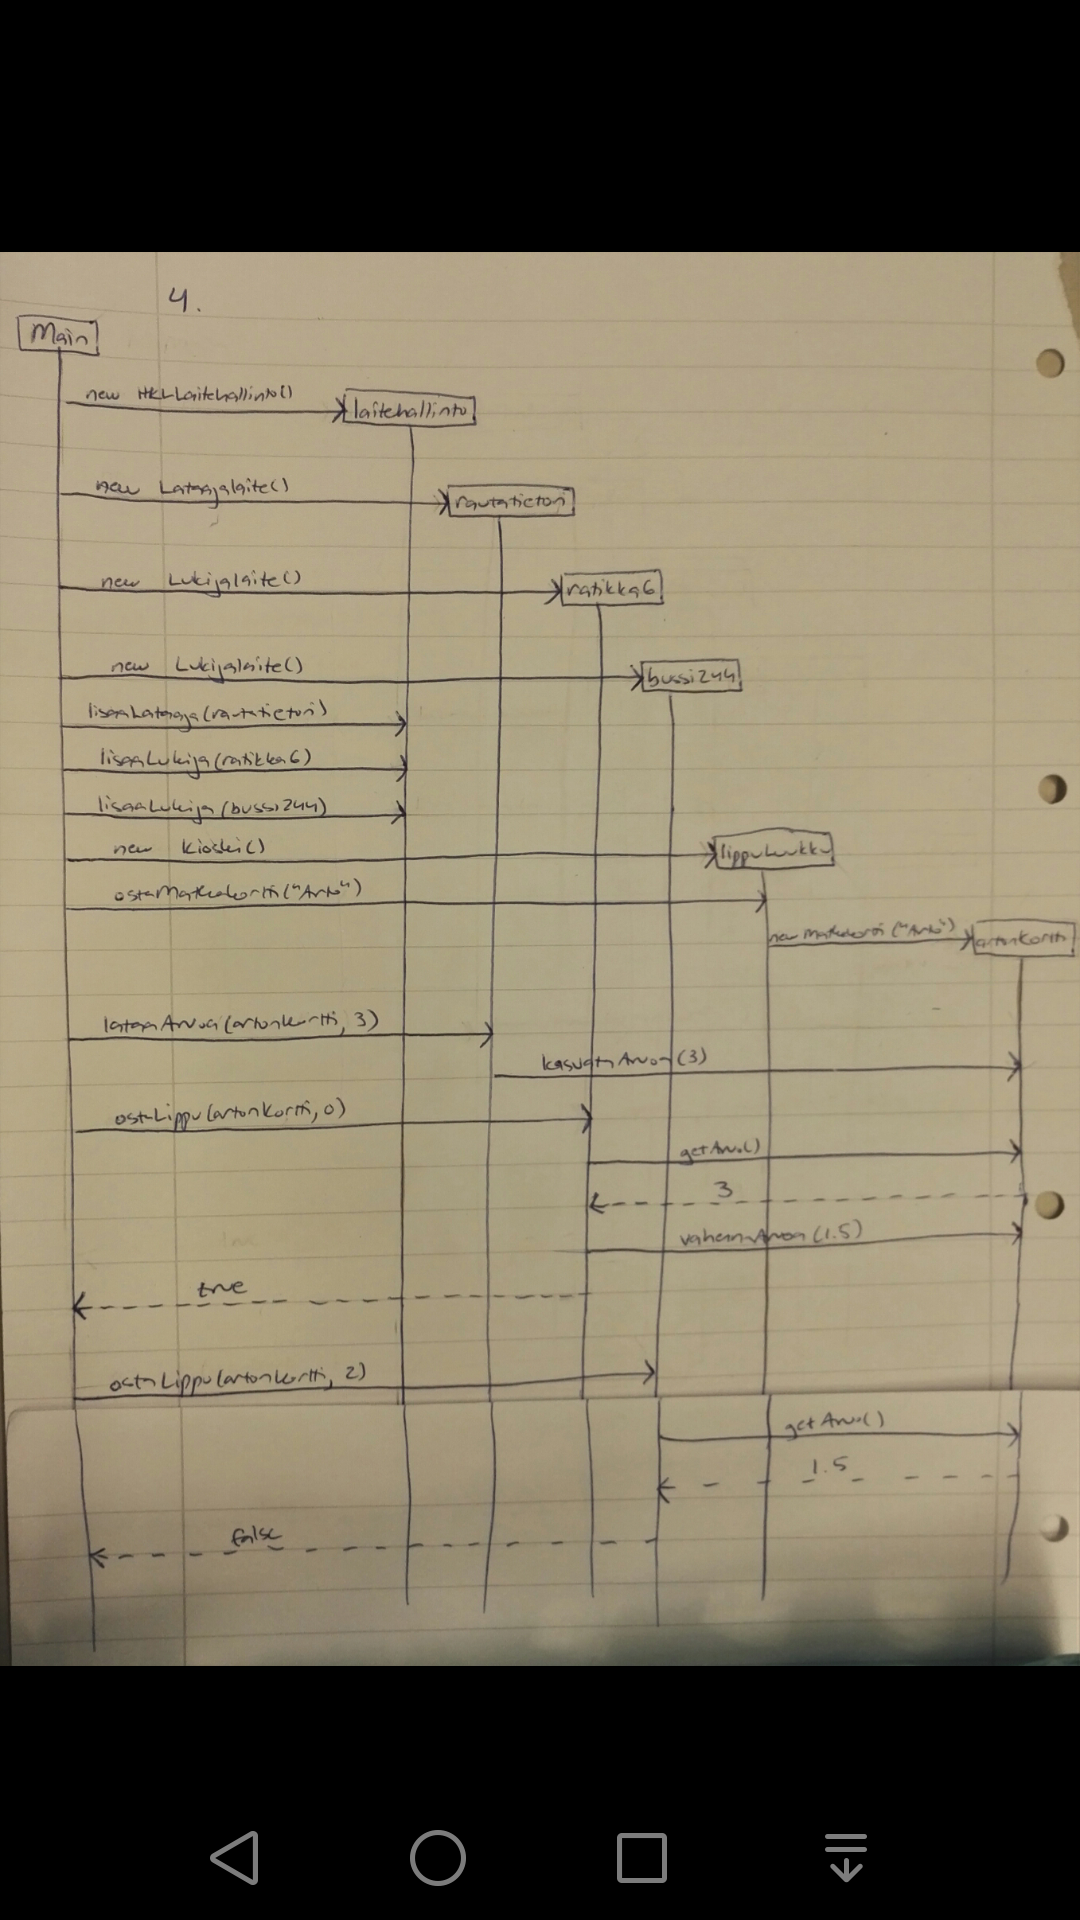 4.
Main
new HKLLaitehallinto()
laitehallinto
new Lataajalaite()
rautatietori
new Lukijalaite()
ratikka6
new Lukijalaite()
bussi244
lisaaLataaja(rautatietori)
lisaaLukija(ratikka6)
lisaaLukija(bussi244)
new Kioski()
lippuluukku
ostaMatkakortti("Arto")
new Matkakortti("Arto")
artonKortti
lataaArvoa(artonKortti, 3)
kasvataArvoa(3)
ostaLippu(artonKortti, 0)
getArvo()
3
vahennaArvoa(1.5)
true
ostaLippu(artonKortti, 2)
getArvo()
1.5
false